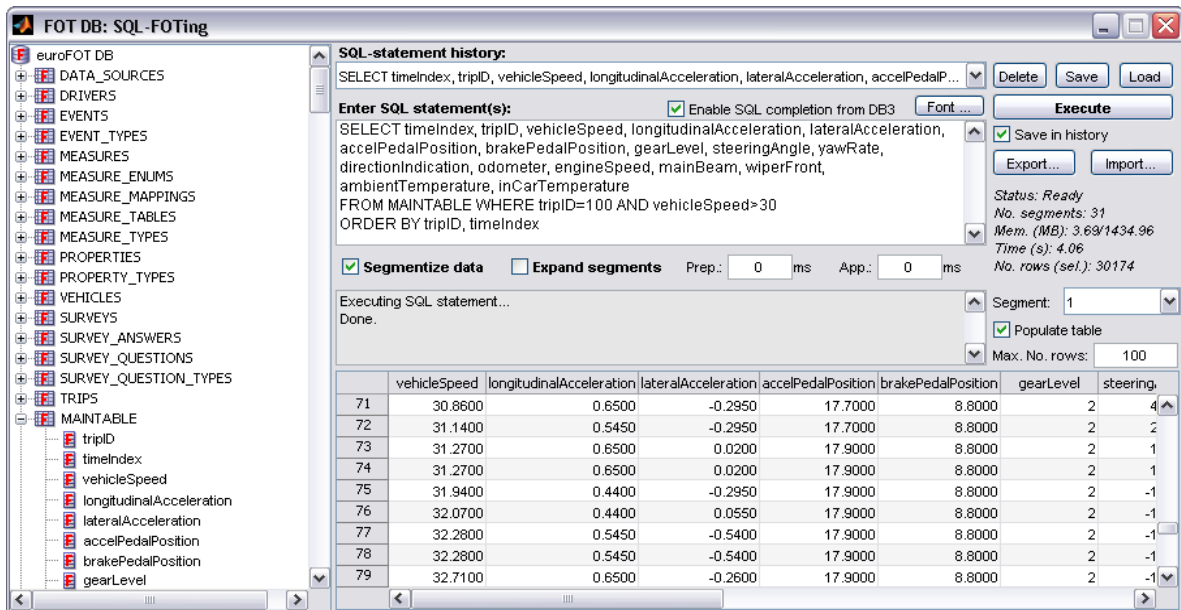 FOT DB: SQL-FOTing
euroFOT DB
DATA_SOURCES
DRIVERS
EVENTS
EVENT_TYPES
MEASURES
MEASURE_ENUMS
MEASURE_MAPPINGS
MEASURE_TABLES
MEASURE_TYPES
PROPERTIES
PROPERTY_TYPES
VEHICLES
SURVEYS
SURVEY_ANSWERS
SURVEY_QUESTIONS
SURVEY_QUESTION_TYPES
TRIPS
MAINTABLE
tripID
timeIndex
vehicleSpeed
longitudinalAcceleration
lateralAcceleration
accelPedalPosition
brakePedalPosition
gearLevel
SQL-statement history:
SELECT timeIndex, tripID, vehicleSpeed, longitudinalAcceleration, lateralAcceleration, accelPedalP...
Delete Save Load
Enter SQL statement(s): Enable SQL completion from DB3 Font ... Execute
SELECT timeIndex, tripID, vehicleSpeed, longitudinalAcceleration, lateralAcceleration,
accelPedalPosition, brakePedalPosition, gearLevel, steeringAngle, yawRate,
directionIndication, odometer, engineSpeed, mainBeam, wiperFront,
ambientTemperature, inCarTemperature
FROM MAINTABLE WHERE tripID=100 AND vehicleSpeed>30
ORDER BY tripID, timeIndex
Save in history
Export... Import...
Status: Ready
No. segments: 31
Mem. (MB): 3.69/1434.96
Time (s): 4.06
No. rows (sel.): 30174
Segmentize data Expand segments Prep.: 0 ms App.: 0 ms
Executing SQL statement...
Done.
Segment: 1
Populate table
Max. No. rows: 100
vehicleSpeed longitudinalAcceleration lateralAcceleration accelPedalPosition brakePedalPosition gearLevel steering
71 30.8600 0.6500 -0.2950 17.7000 8.8000 2 4
72 31.1400 0.5450 -0.2950 17.7000 8.8000 2 2
73 31.2700 0.6500 0.0200 17.9000 8.8000 2 1
74 31.2700 0.6500 0.0200 17.9000 8.8000 2 1
75 31.9400 0.4400 -0.2950 17.9000 8.8000 2 -1
76 32.0700 0.4400 0.0550 17.9000 8.8000 2 -1
77 32.2800 0.5450 -0.5400 17.9000 8.8000 2 -1
78 32.2800 0.5450 -0.5400 17.9000 8.8000 2 -1
79 32.7100 0.6500 -0.2600 17.9000 8.8000 2 -1